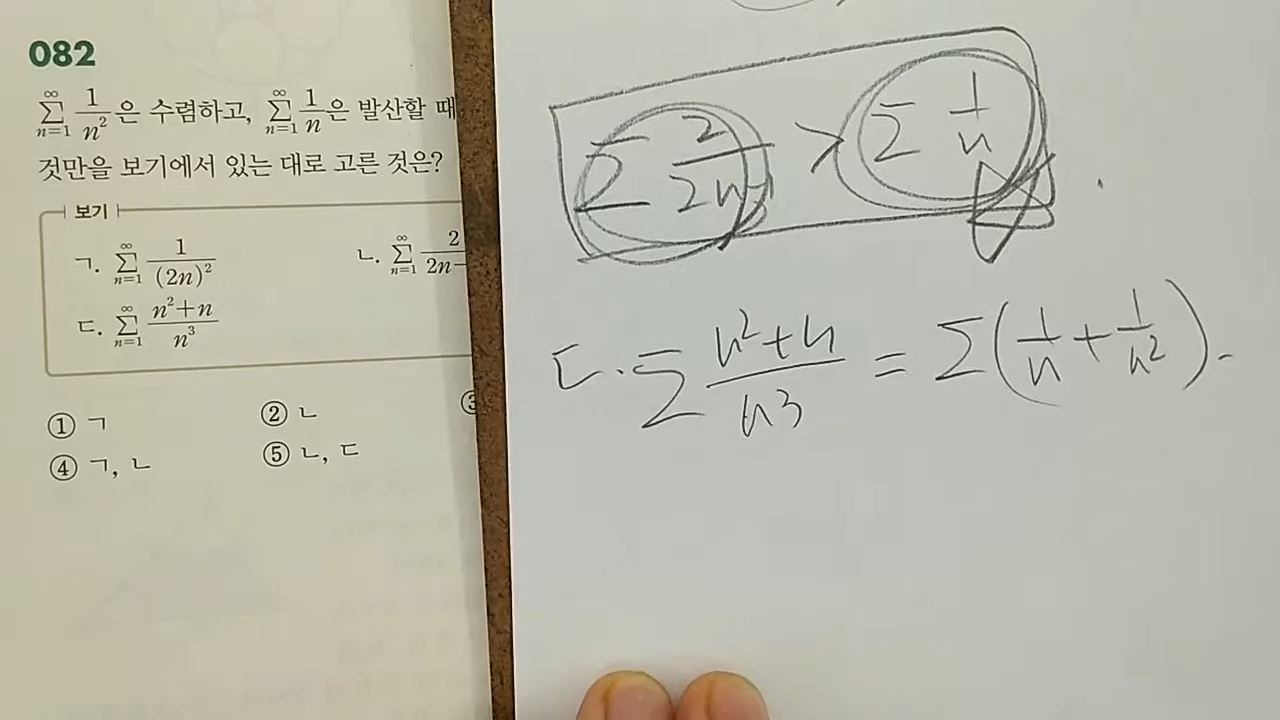 082
∞∑n=1 1/n² 은 수렴하고, ∞∑n=1 1/n 은 발산할 때
것만을 보기에서 있는 대로 고른 것은?
보기
ㄱ. ∞∑n=1 1/(2n)² ㄴ. ∞∑n=1 2/2n-
ㄷ. ∞∑n=1 n²+n/n³
① ㄱ ② ㄴ ③
④ ㄱ, ㄴ ⑤ ㄴ, ㄷ
∑ 2/2n-1 > ∑ 1/n
ㄷ. ∑ n²+n/n³ = ∑(1/n + 1/n²).